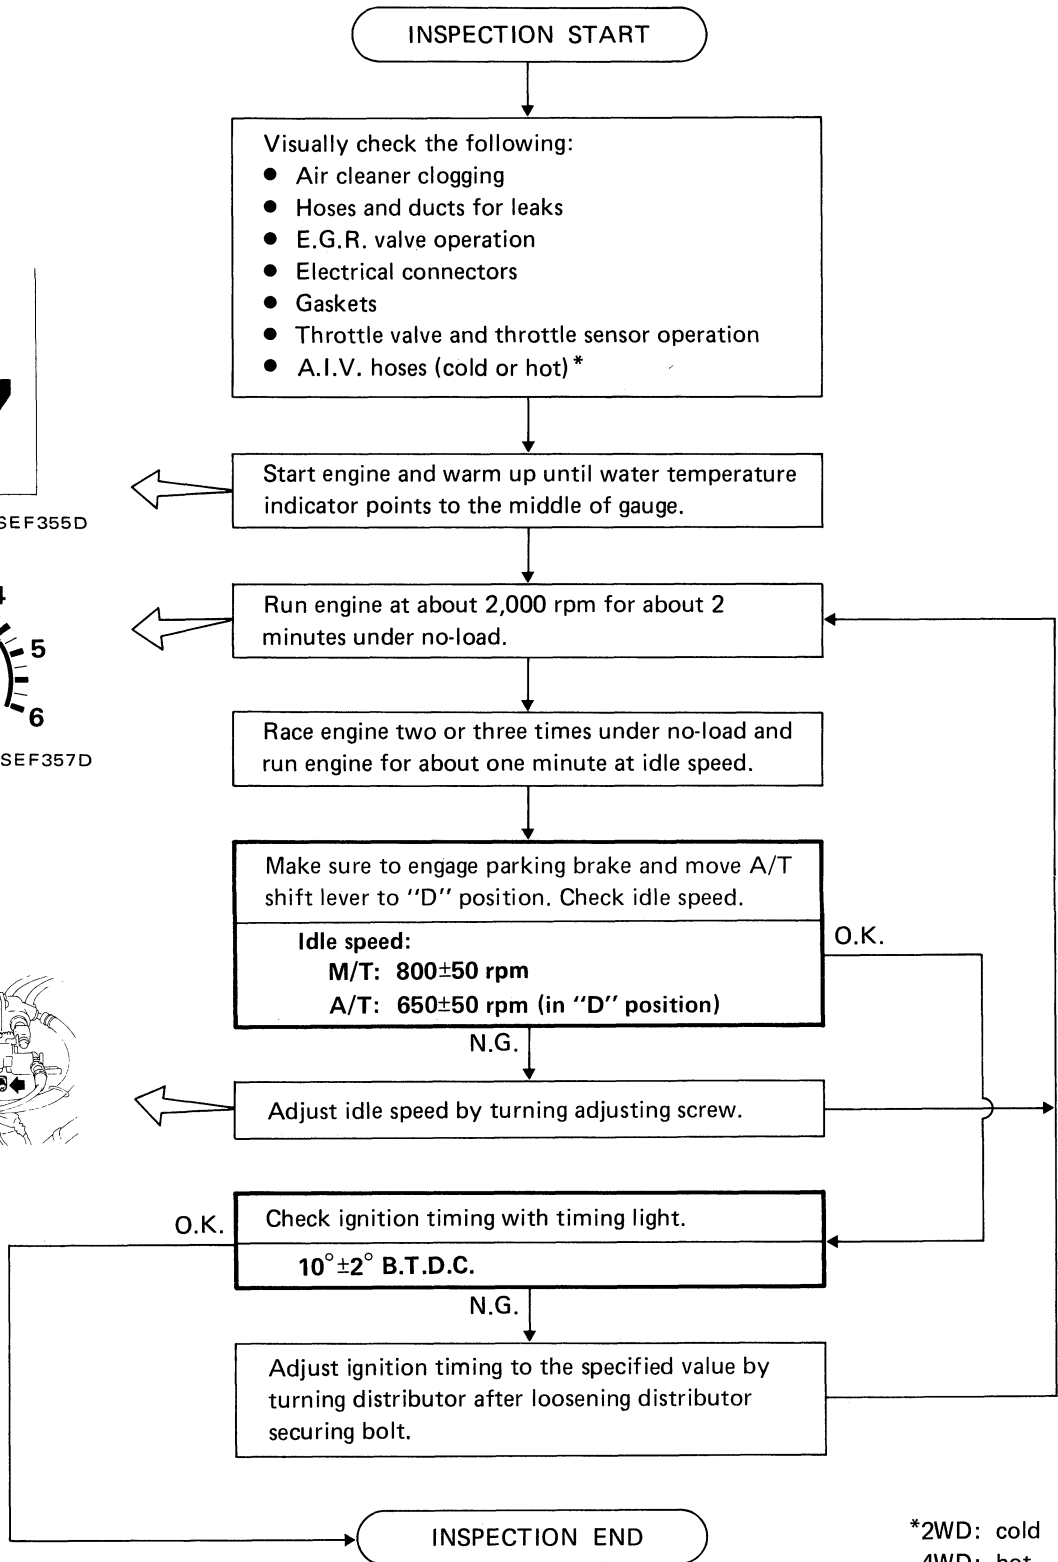 INSPECTION START
Visually check the following:
● Air cleaner clogging
● Hoses and ducts for leaks
● E.G.R. valve operation
● Electrical connectors
● Gaskets
● Throttle valve and throttle sensor operation
● A.I.V. hoses (cold or hot)*
Start engine and warm up until water temperature
indicator points to the middle of gauge.
SEF355D
Run engine at about 2,000 rpm for about 2
minutes under no-load.
4
5
6
SEF357D
Race engine two or three times under no-load and
run engine for about one minute at idle speed.
Make sure to engage parking brake and move A/T
shift lever to "D" position. Check idle speed.
Idle speed:
M/T: 800±50 rpm
A/T: 650±50 rpm (in "D" position)
O.K.
N.G.
Adjust idle speed by turning adjusting screw.
O.K.
Check ignition timing with timing light.
10°±2° B.T.D.C.
N.G.
Adjust ignition timing to the specified value by
turning distributor after loosening distributor
securing bolt.
INSPECTION END
*2WD: cold
4WD: hot